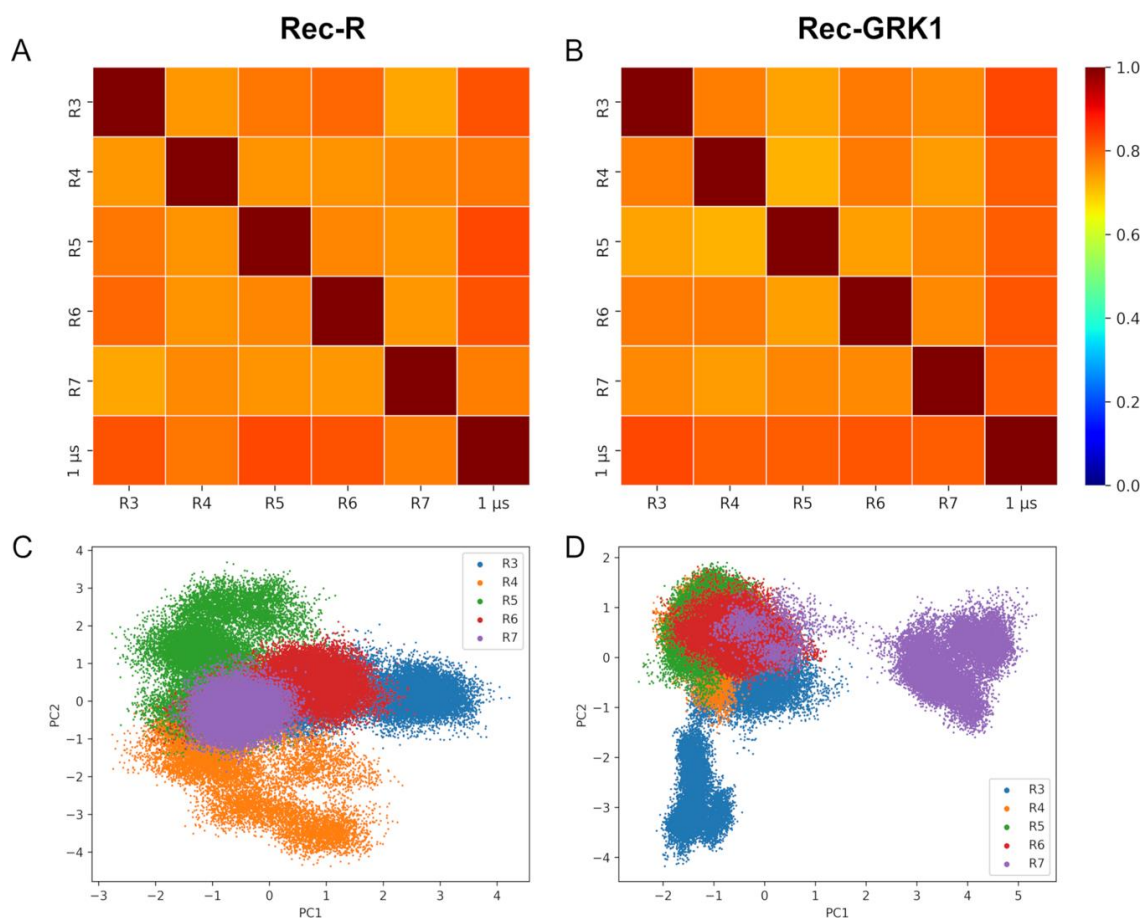 Rec-R Rec-GRK1
A B
R3 R3 1.0
R4 R4 0.8
R5 R5 0.6
R6 R6 0.4
R7 R7 0.2
1 µs 1 µs 0.0
R3 R4 R5 R6 R7 1 µs R3 R4 R5 R6 R7 1 µs
C D
4
3
2
1
0
−1
−2
−3
−4
PC2
R3
R4
R5
R6
R7
−3 −2 −1 0 1 2 3 4
PC1
2
1
0
−1
−2
−3
−4
PC2
R3
R4
R5
R6
R7
−2 −1 0 1 2 3 4 5
PC1